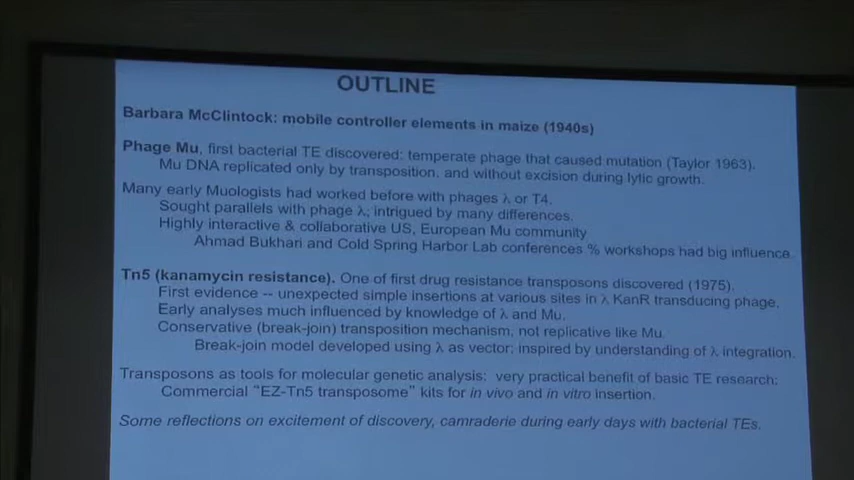 OUTLINE
Barbara McClintock: mobile controller elements in maize (1940s)
Phage Mu, first bacterial TE discovered: temperate phage that caused mutation (Taylor 1963).
Mu DNA replicated only by transposition, and without excision during lytic growth.
Many early Muologists had worked before with phages λ or T4.
Sought parallels with phage λ; intrigued by many differences.
Highly interactive & collaborative US, European Mu community
Ahmad Bukhari and Cold Spring Harbor Lab conferences % workshops had big influence.
Tn5 (kanamycin resistance). One of first drug resistance transposons discovered (1975).
First evidence -- unexpected simple insertions at various sites in λ KanR transducing phage.
Early analyses much influenced by knowledge of λ and Mu.
Conservative (break-join) transposition mechanism, not replicative like Mu.
Break-join model developed using λ as vector; inspired by understanding of λ integration.
Transposons as tools for molecular genetic analysis: very practical benefit of basic TE research:
Commercial "EZ-Tn5 transposome" kits for in vivo and in vitro insertion.
Some reflections on excitement of discovery, camraderie during early days with bacterial TEs.